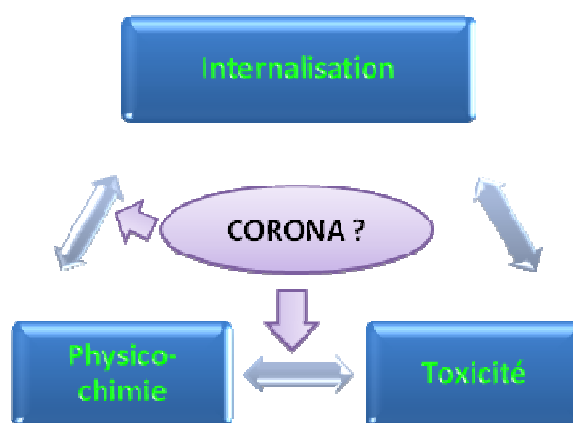 Internalisation
CORONA ?
Physico-
chimie
Toxicité